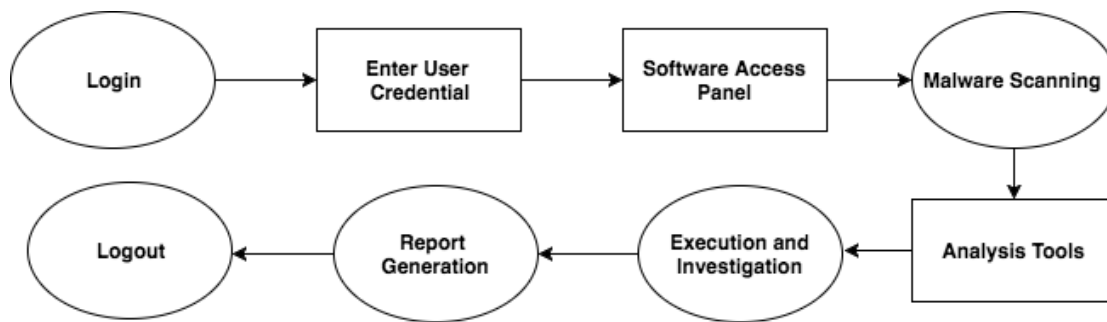 Login
Enter User
Credential
Software Access
Panel
Malware Scanning
Logout
Report
Generation
Execution and
Investigation
Analysis Tools